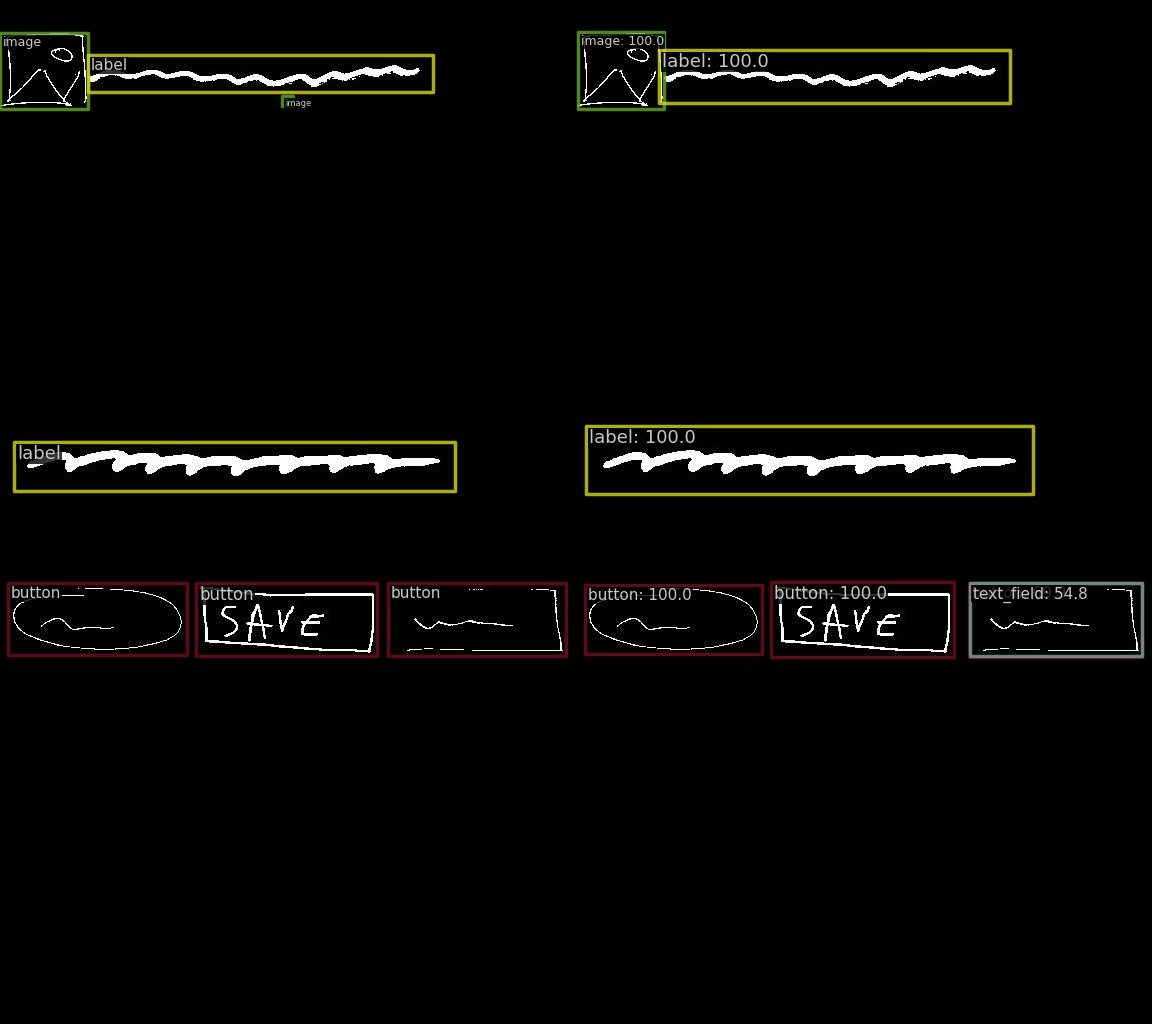 image image: 100.0
label label: 100.0
image
label label: 100.0
button button button button: 100.0 button: 100.0 text_field: 54.8
SAVE SAVE